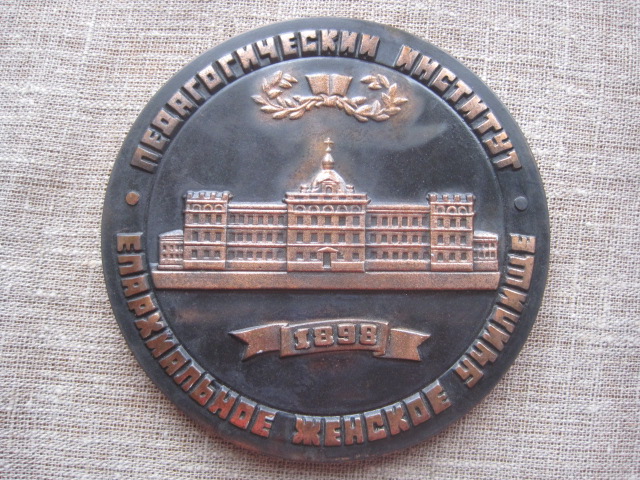 ПЕДАГОГИЧЕСКИЙ ИНСТИТУТ
1898
ЕПАРХИАЛЬНОЕ ЖЕНСКОЕ УЧИЛИЩЕ